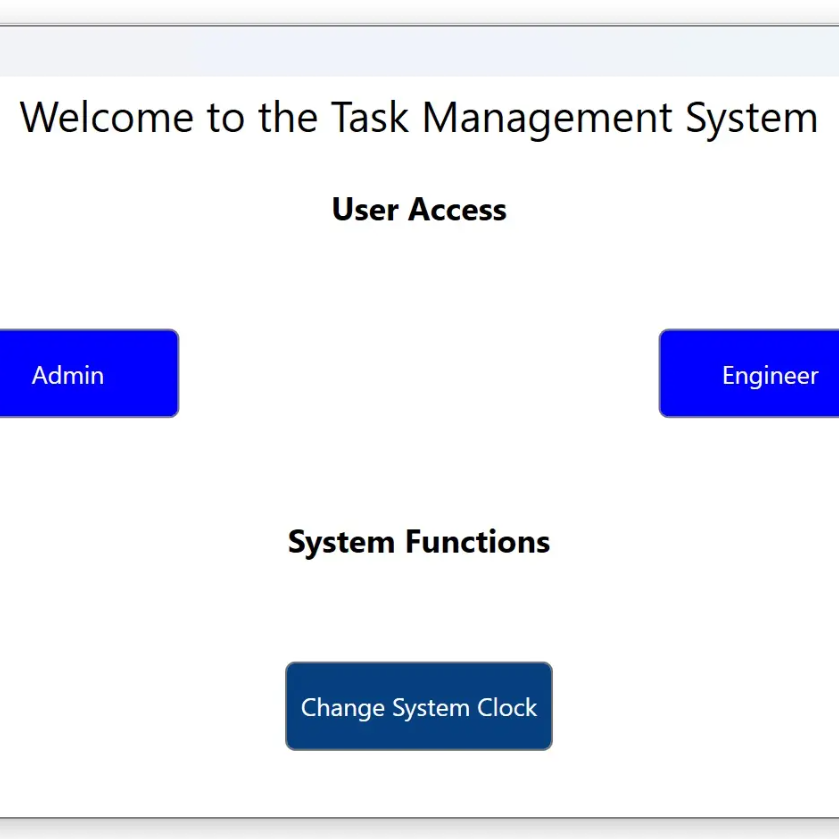 Welcome to the Task Management System
User Access
Admin
Engineer
System Functions
Change System Clock